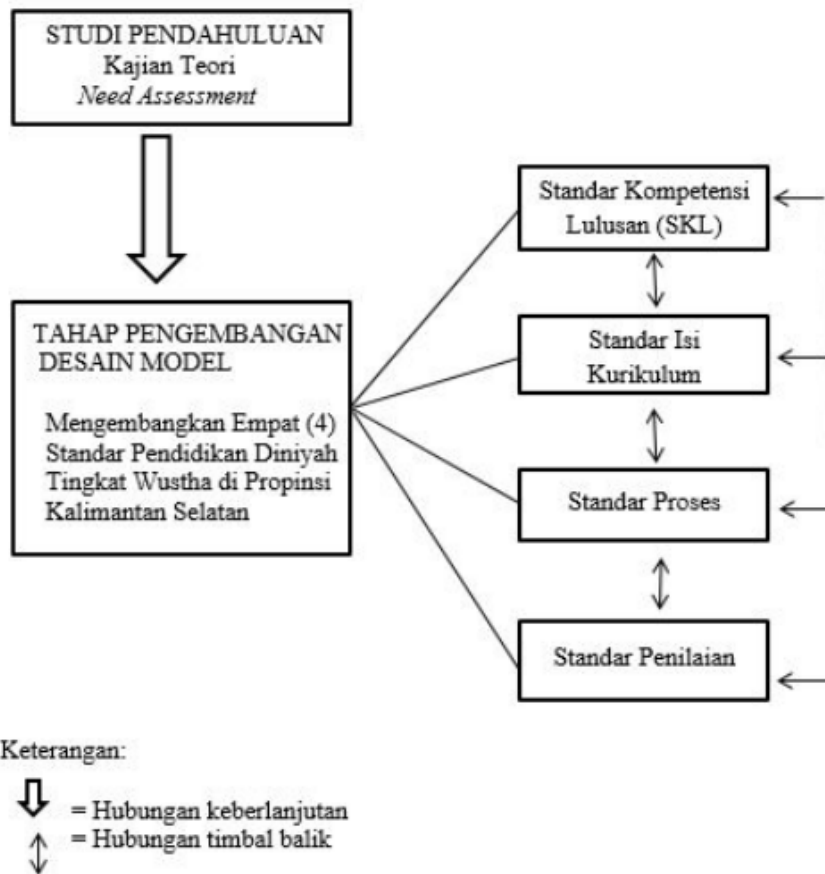 STUDI PENDAHULUAN
Kajian Teori
Need Assessment
TAHAP PENGEMBANGAN
DESAIN MODEL
Mengembangkan Empat (4)
Standar Pendidikan Diniyah
Tingkat Wustha di Propinsi
Kalimantan Selatan
Standar Kompetensi
Lulusan (SKL)
Standar Isi
Kurikulum
Standar Proses
Standar Penilaian
Keterangan:
= Hubungan keberlanjutan
= Hubungan timbal balik